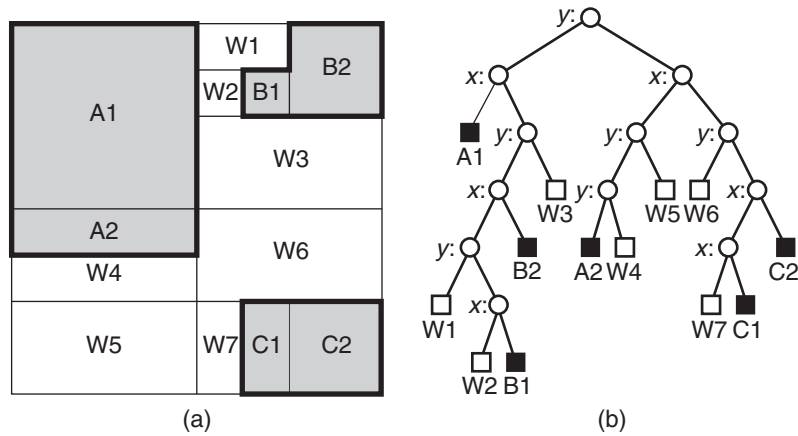 W1
B2
W2 B1
A1
W3
A2
W6
W4
W5 W7 C1 C2
(a)
y:
x: x:
A1 y: y: y:
x: W3 y: W5 W6 x:
y: B2 A2 W4 x: C2
W1 x: W7 C1
W2 B1
(b)